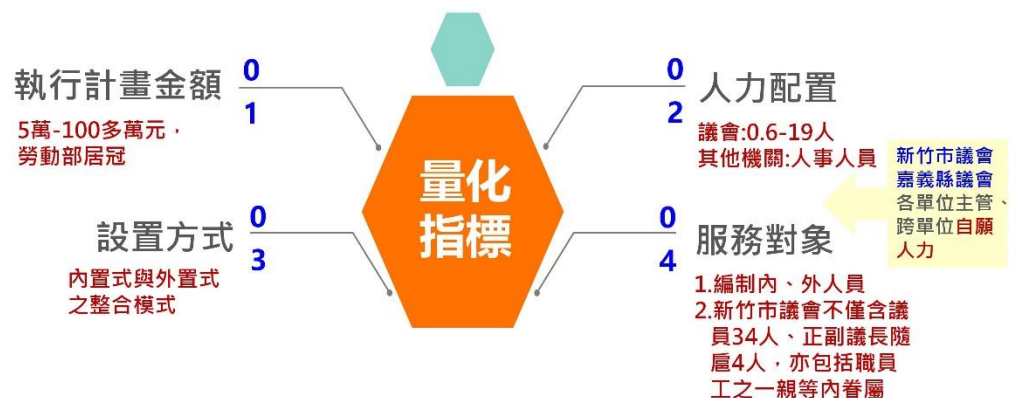 執行計畫金額
01
5萬-100多萬元，
勞動部居冠
02
人力配置
議會:0.6-19人
其他機關:人事人員
新竹市議會
嘉義縣議會
各單位主管、
跨單位自願
人力
量化
指標
設置方式
03
內置式與外置式
之整合模式
04
服務對象
1.編制內、外人員
2.新竹市議會不僅含議
員34人、正副議長隨
扈4人，亦包括職員
工之一親等內眷屬